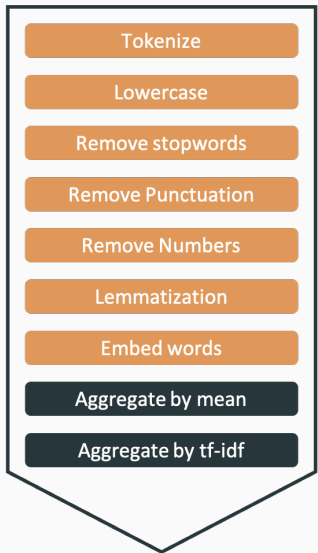 Tokenize
Lowercase
Remove stopwords
Remove Punctuation
Remove Numbers
Lemmatization
Embed words
Aggregate by mean
Aggregate by tf-idf